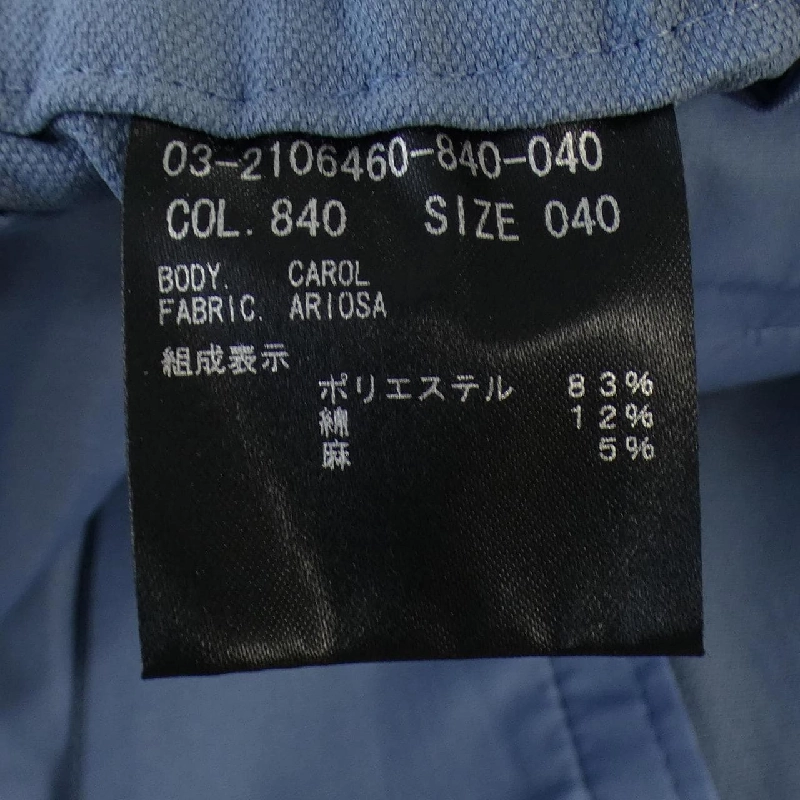 03-2106460-840-040
COL. 840 SIZE 040
BODY. CAROL
FABRIC. ARIOSA
組成表示
ポリエステル 83%
綿 12%
麻 5%